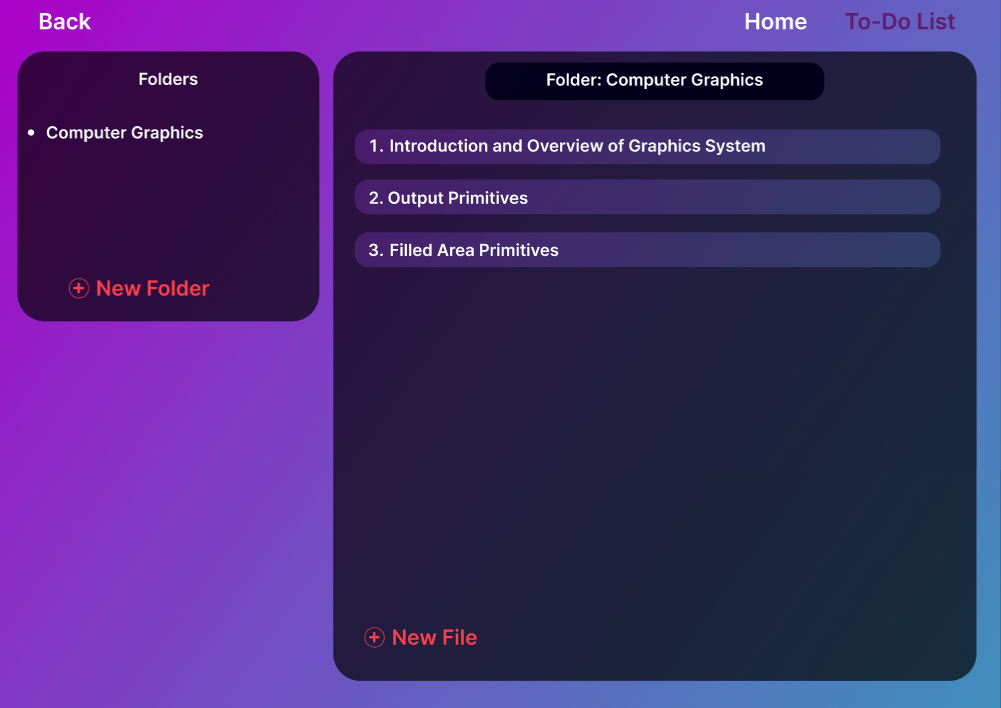 Back
Home
To-Do List
Folders
• Computer Graphics
New Folder
Folder: Computer Graphics
1. Introduction and Overview of Graphics System
2. Output Primitives
3. Filled Area Primitives
New File